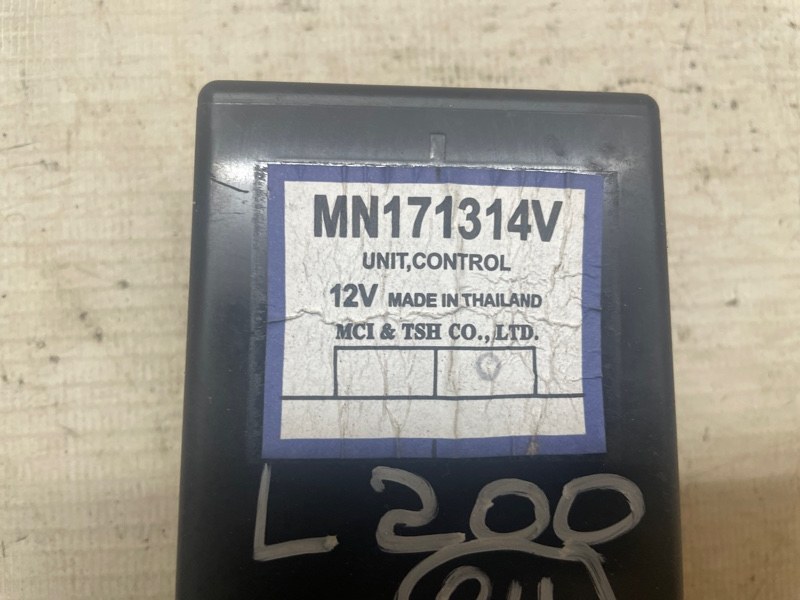 MN171314V
UNIT,CONTROL
12V MADE IN THAILAND
MCI & TSH CO., LTD.
L200